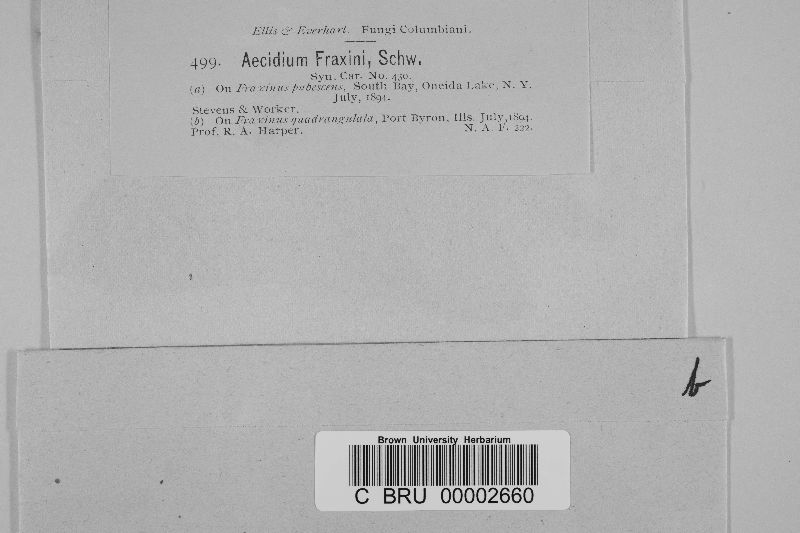 Ellis & Everhart. Fungi Columbiani.
499. Aecidium Fraxini, Schw.
Syn. Car. No. 430.
(a) On Fraxinus pubescens, South Bay, Oneida Lake, N. Y.
July, 1894.
Stevens & Worker.
(b) On Fraxinus quadrangulata, Port Byron, Ills. July, 1894.
Prof. R. A. Harper. N. A. F. 222.
b
Brown University Herbarium
C BRU 00002660